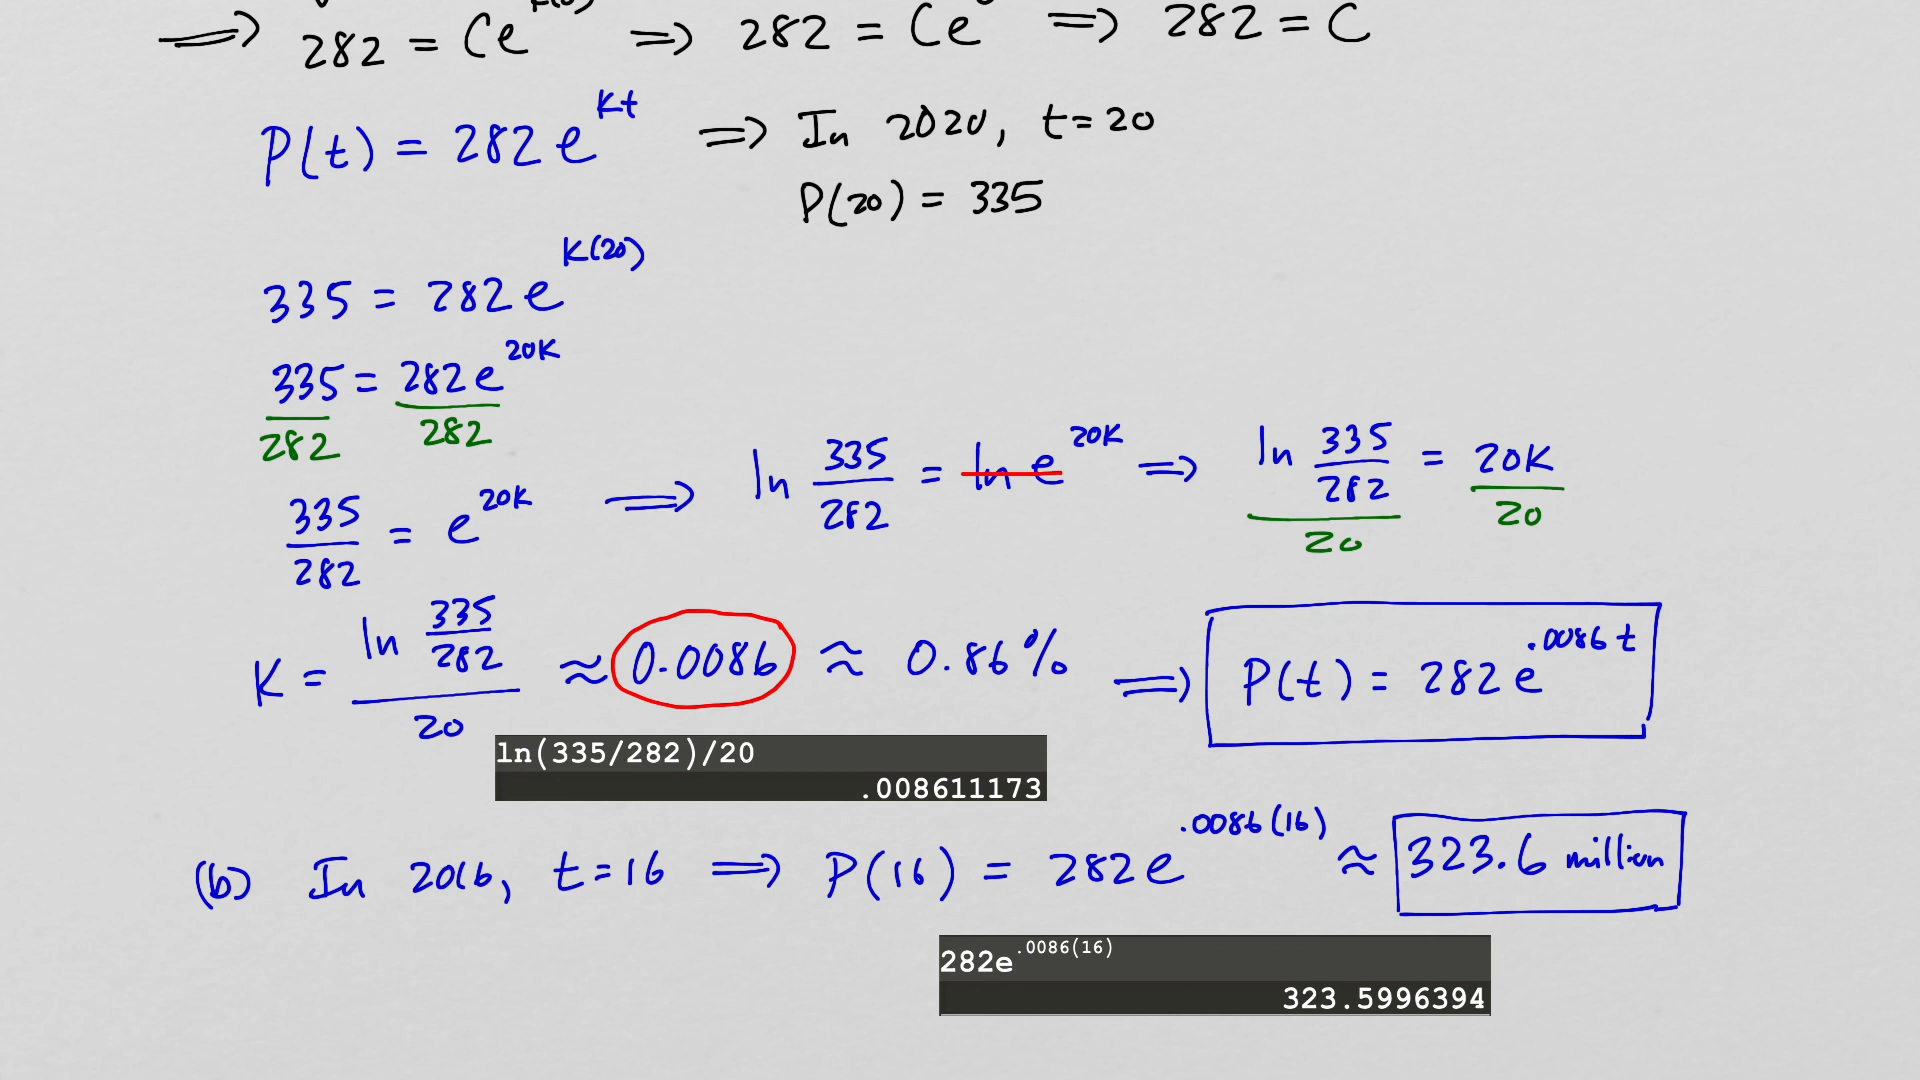 ⟹ 282 = Ce^K(0) ⟹ 282 = Ce^0 ⟹ 282 = C
P(t) = 282e^Kt ⟹ In 2020, t=20
P(20) = 335
335 = 282e^K(20)
335/282 = 282e^20K/282
335/282 = e^20K ⟹ ln 335/282 = ln e^20K ⟹ ln 335/282 /20 = 20K/20
K = ln 335/282 /20 ≈ 0.0086 ≈ 0.86% ⟹ P(t) = 282e^.0086t
ln(335/282)/20
.008611173
(b) In 2016, t=16 ⟹ P(16) = 282e^.0086(16) ≈ 323.6 million
282e^.0086(16)
323.5996394